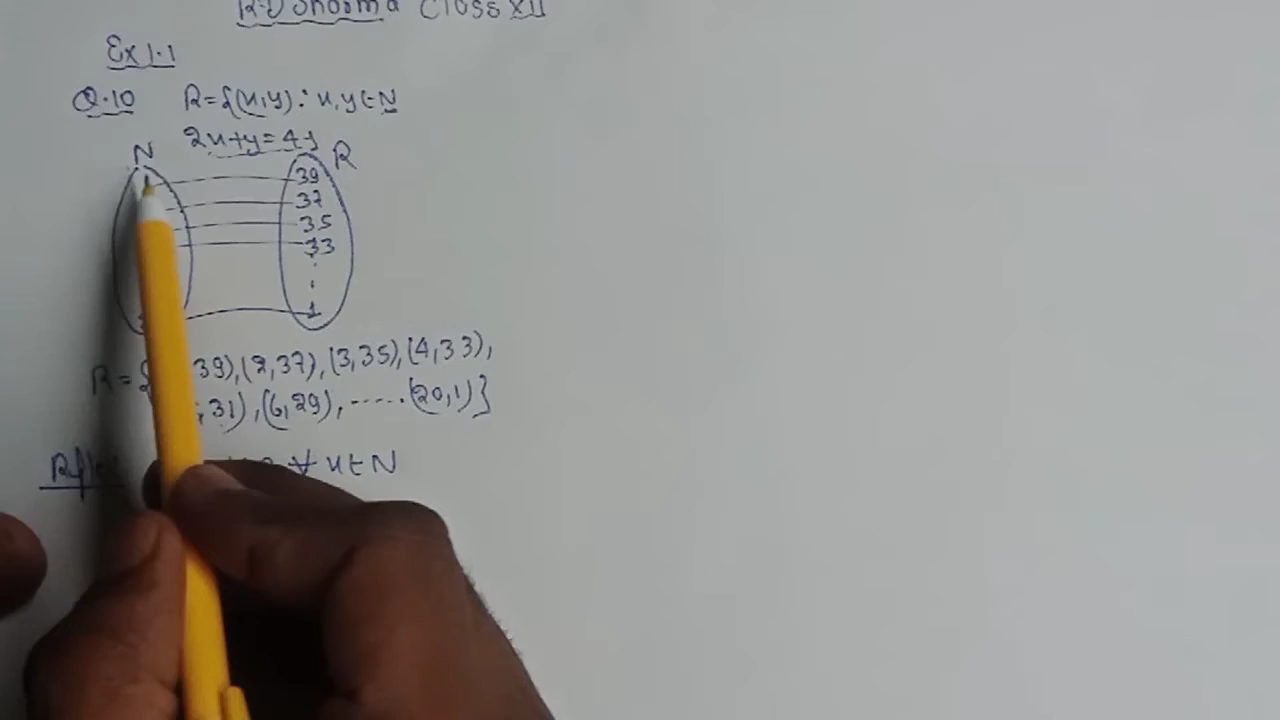 R.D Sharma Class XII
Ex 1.1
Q.10 R={(x,y): x,y∈N
2x+y=41
N R
39
37
35
33
.
.
1
R={ 39),(2,37),(3,35),(4,33),
,31),(6,29),.....(20,1)}
∀ x∈N